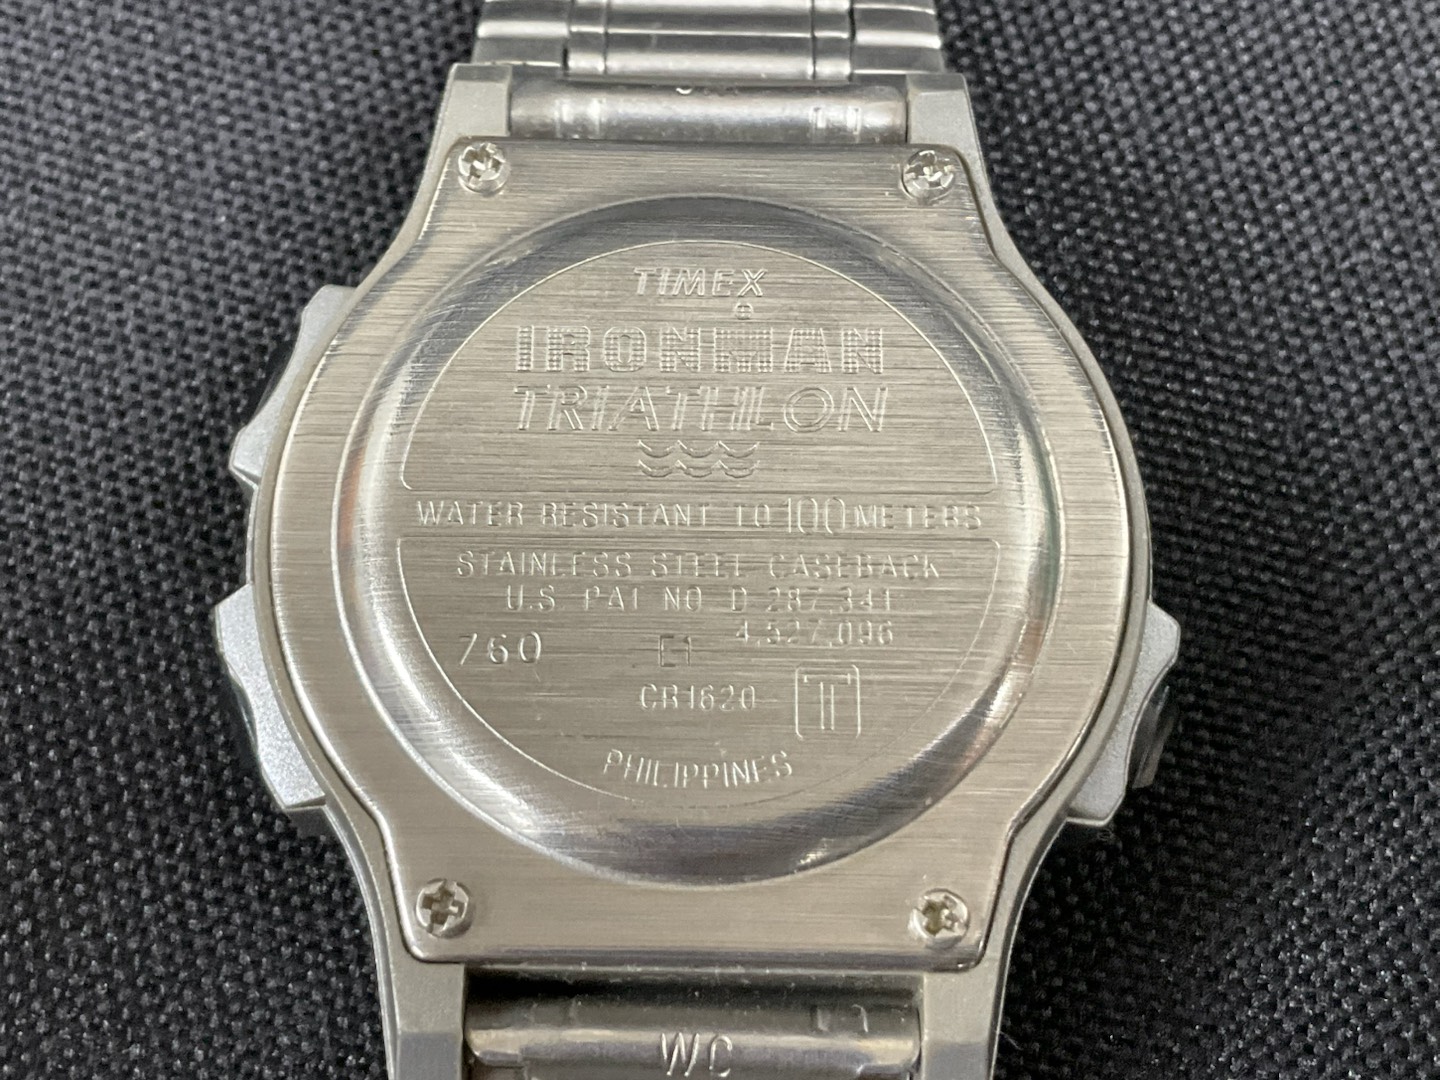 TIMEX
®
IRONMAN
TRIATHLON
WATER RESISTANT TO 100 METERS
STAINLESS STEEL CASEBACK
U.S. PAT NO D 287,341
4,527,096
760 E1
CR1620 T
PHILIPPINES
WC